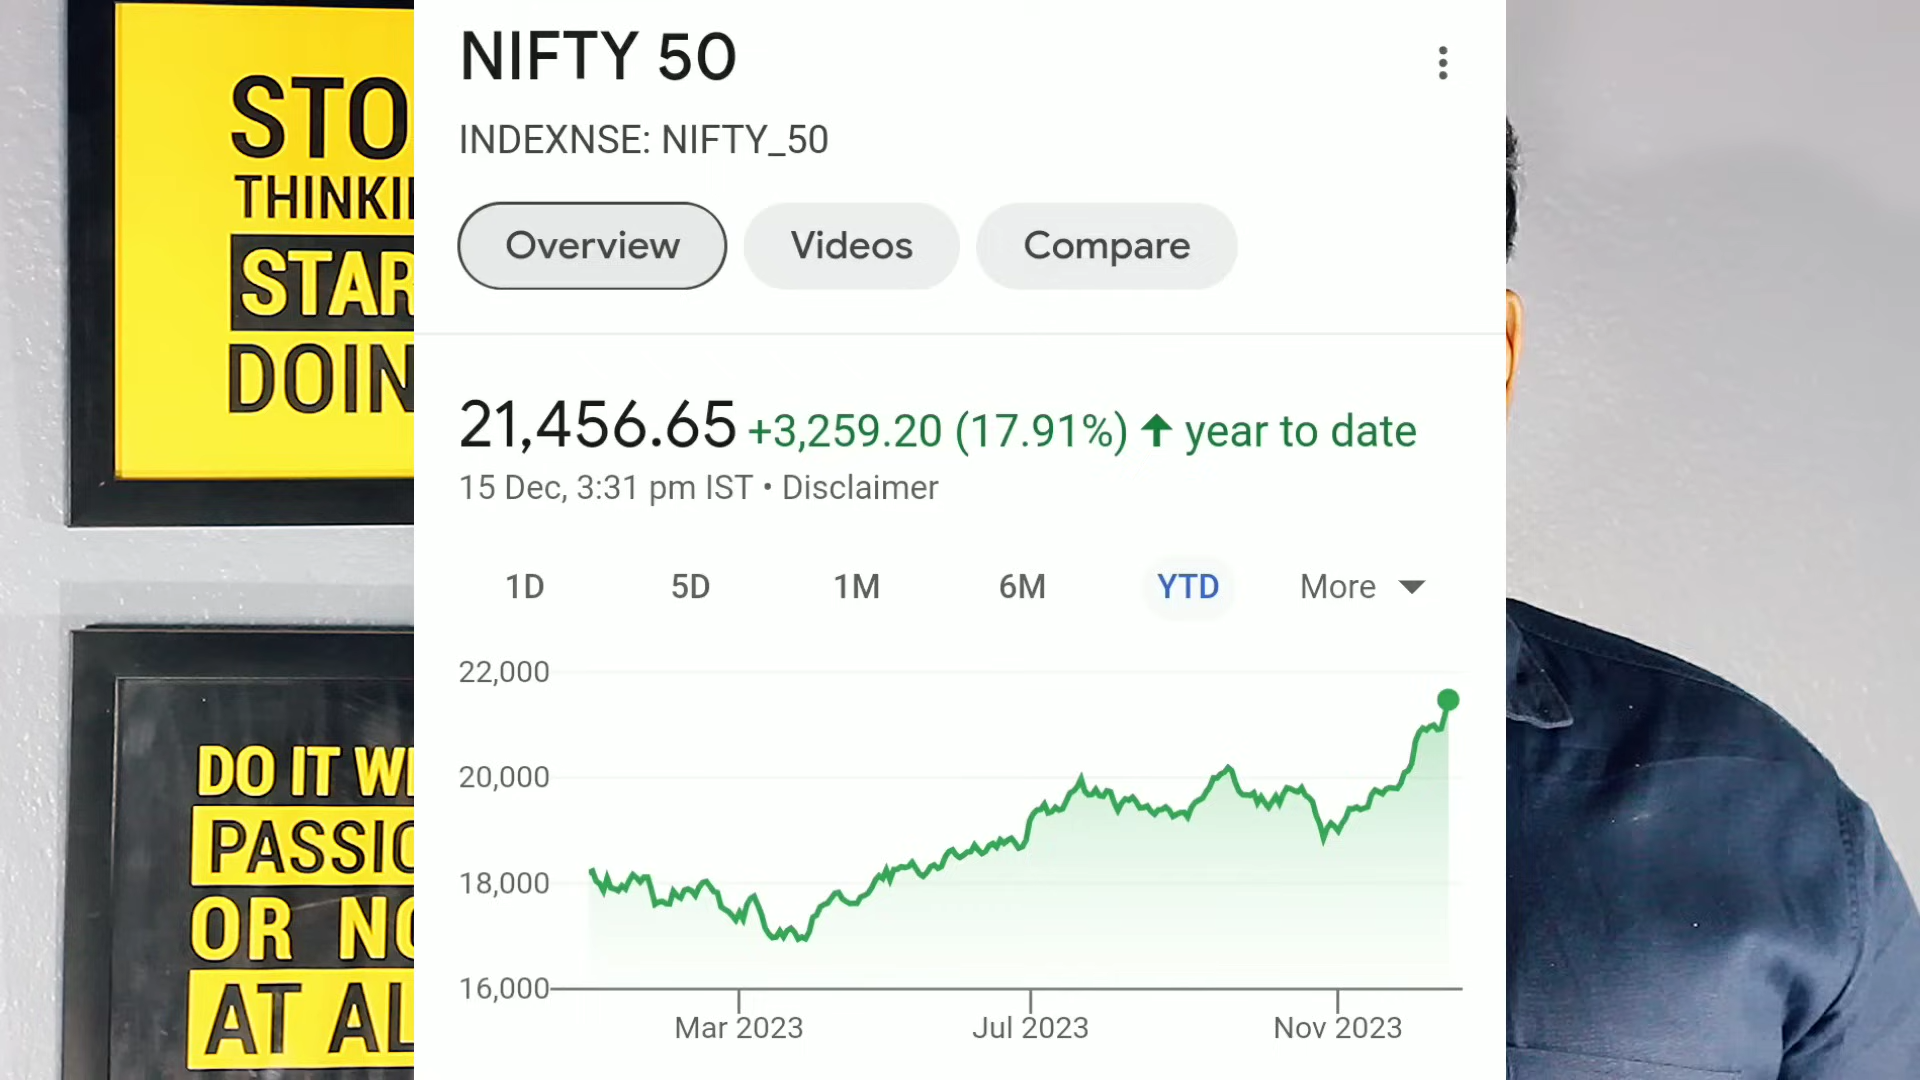 STO
THINKI
STAR
DOIN
DO IT WI
PASSIO
OR NO
AT AL
NIFTY 50
INDEXNSE: NIFTY_50
Overview Videos Compare
21,456.65 +3,259.20 (17.91%) ↑ year to date
15 Dec, 3:31 pm IST • Disclaimer
1D 5D 1M 6M YTD More
22,000
20,000
18,000
16,000
Mar 2023 Jul 2023 Nov 2023